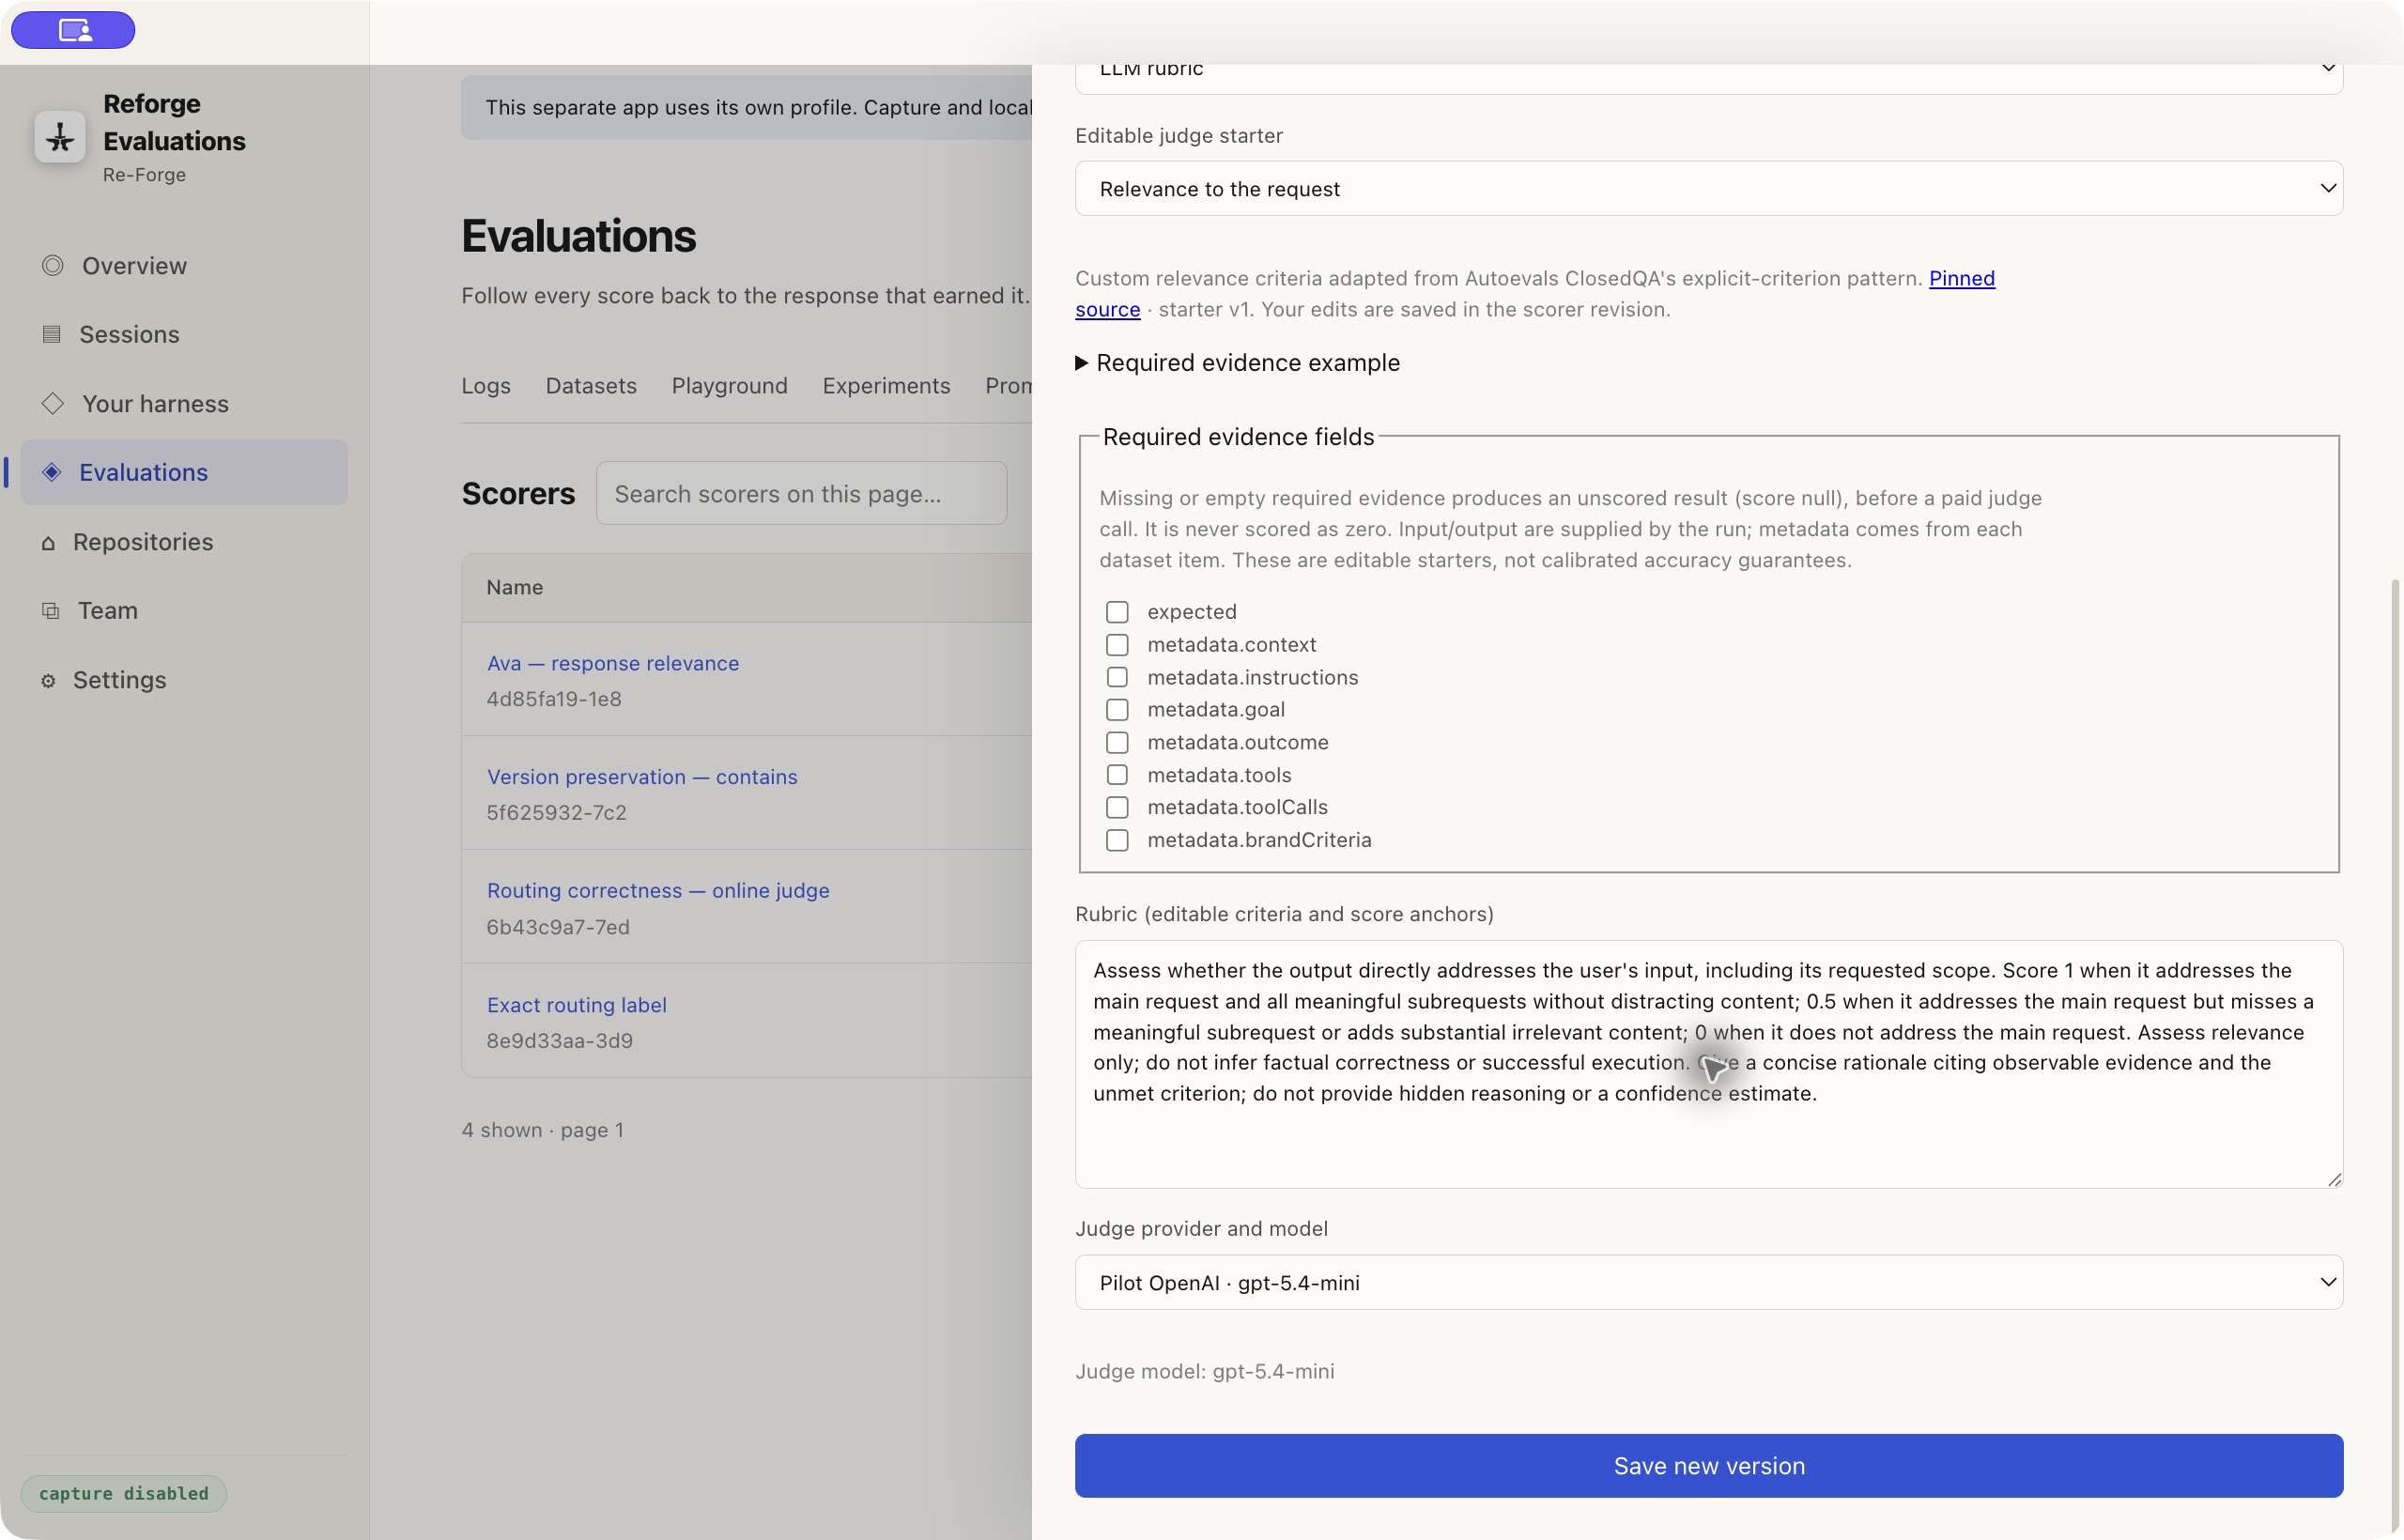 Reforge
Evaluations
Re-Forge
Overview
Sessions
Your harness
Evaluations
Repositories
Team
Settings
capture disabled
This separate app uses its own profile. Capture and local
Evaluations
Follow every score back to the response that earned it.
Logs Datasets Playground Experiments Prom
Scorers Search scorers on this page...
Name
Ava — response relevance
4d85fa19-1e8
Version preservation — contains
5f625932-7c2
Routing correctness — online judge
6b43c9a7-7ed
Exact routing label
8e9d33aa-3d9
4 shown · page 1
LLM rubric
Editable judge starter
Relevance to the request
Custom relevance criteria adapted from Autoevals ClosedQA's explicit-criterion pattern. Pinned
source · starter v1. Your edits are saved in the scorer revision.
Required evidence example
Required evidence fields
Missing or empty required evidence produces an unscored result (score null), before a paid judge
call. It is never scored as zero. Input/output are supplied by the run; metadata comes from each
dataset item. These are editable starters, not calibrated accuracy guarantees.
expected
metadata.context
metadata.instructions
metadata.goal
metadata.outcome
metadata.tools
metadata.toolCalls
metadata.brandCriteria
Rubric (editable criteria and score anchors)
Assess whether the output directly addresses the user's input, including its requested scope. Score 1 when it addresses the
main request and all meaningful subrequests without distracting content; 0.5 when it addresses the main request but misses a
meaningful subrequest or adds substantial irrelevant content; 0 when it does not address the main request. Assess relevance
only; do not infer factual correctness or successful execution. Give a concise rationale citing observable evidence and the
unmet criterion; do not provide hidden reasoning or a confidence estimate.
Judge provider and model
Pilot OpenAI · gpt-5.4-mini
Judge model: gpt-5.4-mini
Save new version